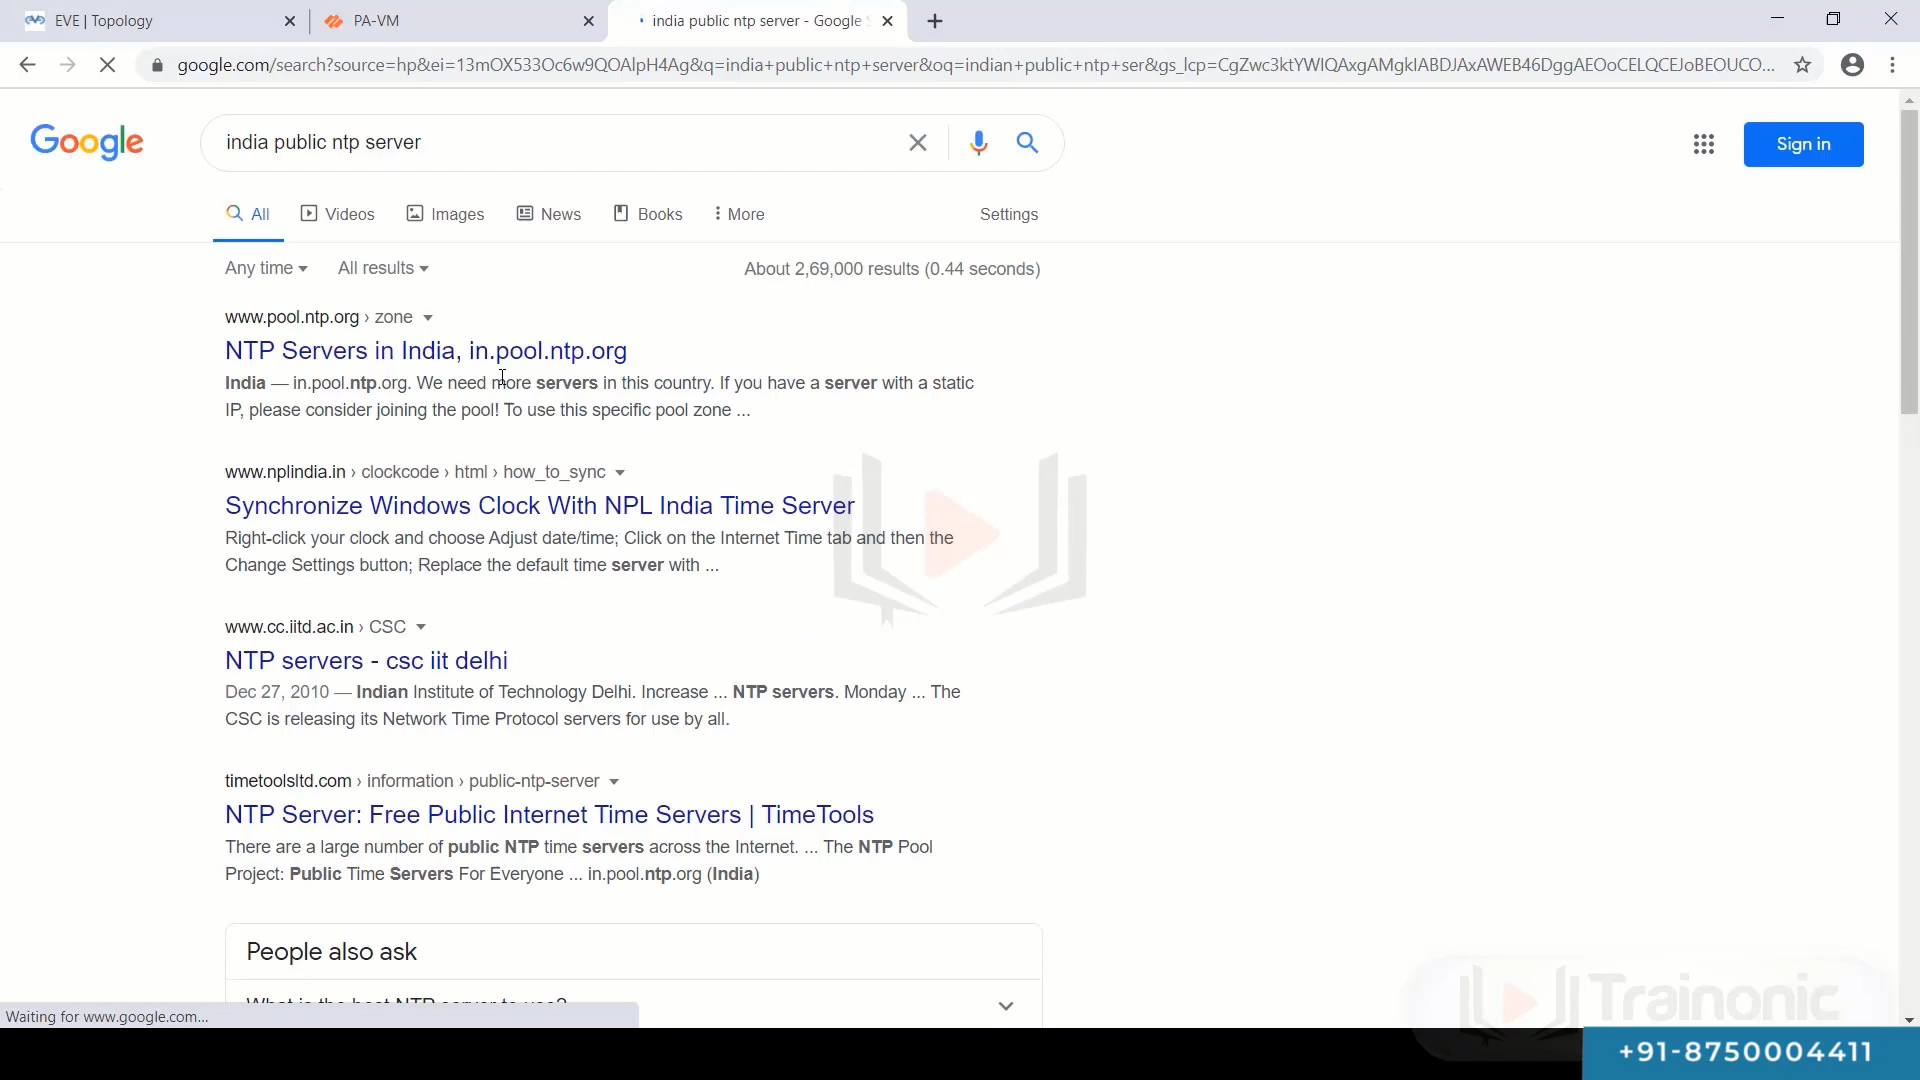 EVE | Topology
PA-VM
india public ntp server - Google S
google.com/search?source=hp&ei=13mOX533Oc6w9QOAlpH4Ag&q=india+public+ntp+server&oq=indian+public+ntp+ser&gs_lcp=CgZwc3ktYWIQAxgAMgkIABDJAxAWEB46DggAEOoCELQCEJoBEOUCO...
Google
india public ntp server
Sign in
All
Videos
Images
News
Books
More
Settings
Any time
All results
About 2,69,000 results (0.44 seconds)
www.pool.ntp.org › zone
NTP Servers in India, in.pool.ntp.org
India — in.pool.ntp.org. We need more servers in this country. If you have a server with a static
IP, please consider joining the pool! To use this specific pool zone ...
www.nplindia.in › clockcode › html › how_to_sync
Synchronize Windows Clock With NPL India Time Server
Right-click your clock and choose Adjust date/time; Click on the Internet Time tab and then the
Change Settings button; Replace the default time server with ...
www.cc.iitd.ac.in › CSC
NTP servers - csc iit delhi
Dec 27, 2010 — Indian Institute of Technology Delhi. Increase ... NTP servers. Monday ... The
CSC is releasing its Network Time Protocol servers for use by all.
timetoolsltd.com › information › public-ntp-server
NTP Server: Free Public Internet Time Servers | TimeTools
There are a large number of public NTP time servers across the Internet. ... The NTP Pool
Project: Public Time Servers For Everyone ... in.pool.ntp.org (India)
People also ask
What is the best NTP server to use?
Waiting for www.google.com...
Trainonic
+91-8750004411